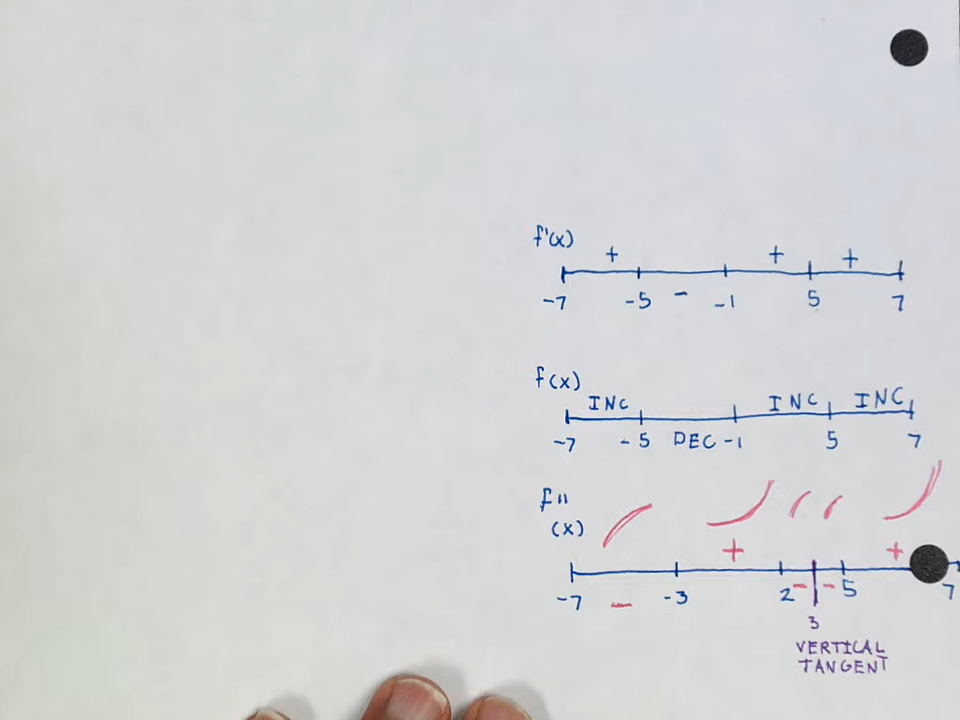 f'(x)
+ + +
-7 -5 - -1 5 7
f(x)
INC INC INC
-7 -5 DEC -1 5 7
f"
(x)
+ +
-7 - -3 2 - - 5 7
3
VERTICAL
TANGENT